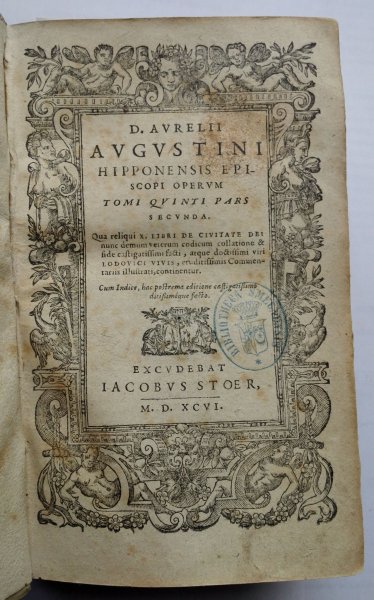 D. AVRELII
AVGVSTINI
HIPPONENSIS EPI-
SCOPI OPERVM
TOMI QVINTI PARS
SECVNDA.
Qua reliqui X. LIBRI DE CIVITATE DEI
nunc demum veterum codicum collatione &
fide castigatissimi facti, atque doctissimi viri
LODOVICI VIVIS, eruditissimis Commen-
tariis illustrati, continentur.
Cum Indice, hac postrema editione castigatissimo
ditissimoque facto.
BIBLIOTHECA
EXCVDEBAT
IACOBVS STOER,
M. D. XCVI.